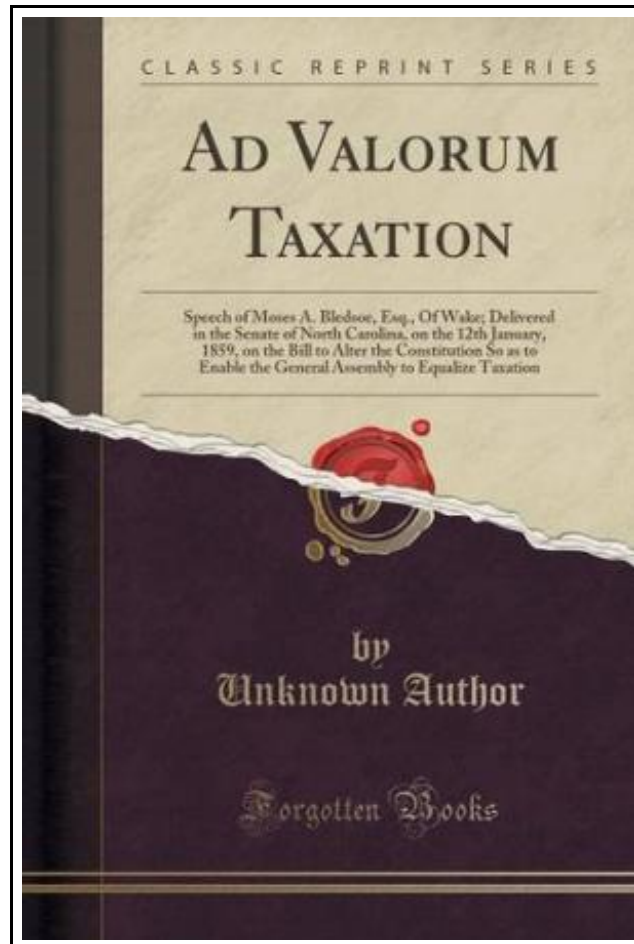 CLASSIC REPRINT SERIES
AD VALORUM
TAXATION
Speech of Moses A. Bledsoe, Esq., Of Wake; Delivered
in the Senate of North Carolina, on the 12th January,
1859, on the Bill to Alter the Constitution So as to
Enable the General Assembly to Equalize Taxation
F
by
Unknown Author
Forgotten Books